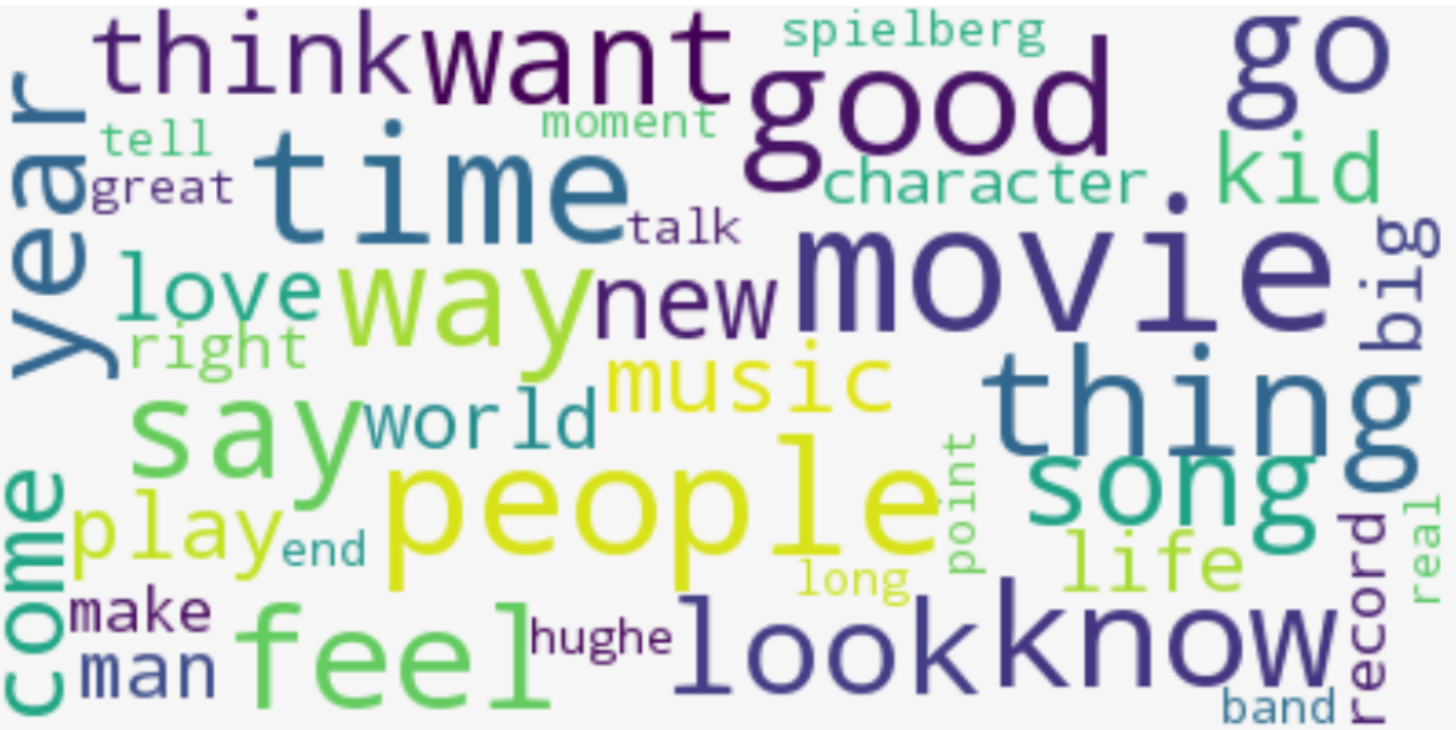 think
want
spielberg
go
good
year
tell
moment
time
great
character
kid
talk
movie
big
love
way
new
right
music
thing
say
world
people
point
song
come
play
end
long
life
record
real
make
feel
hughe
look
know
man
band